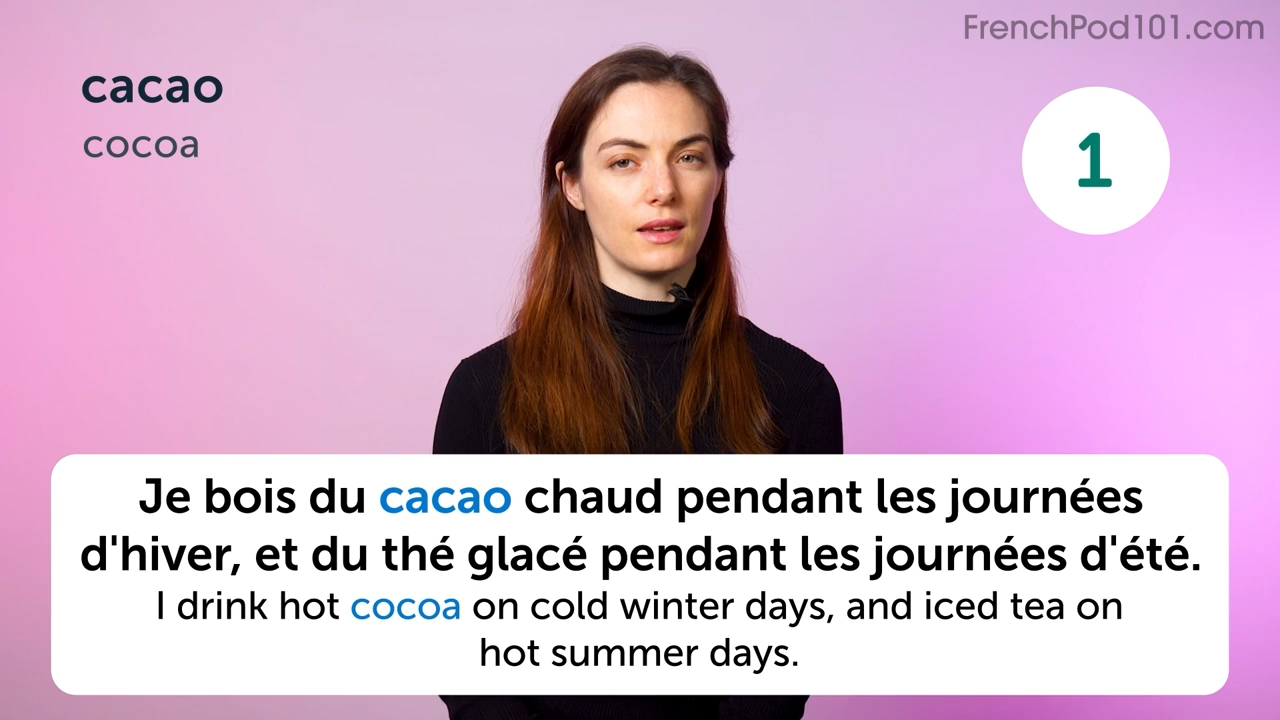 FrenchPod101.com
cacao
cocoa
1
Je bois du cacao chaud pendant les journées
d'hiver, et du thé glacé pendant les journées d'été.
I drink hot cocoa on cold winter days, and iced tea on
hot summer days.